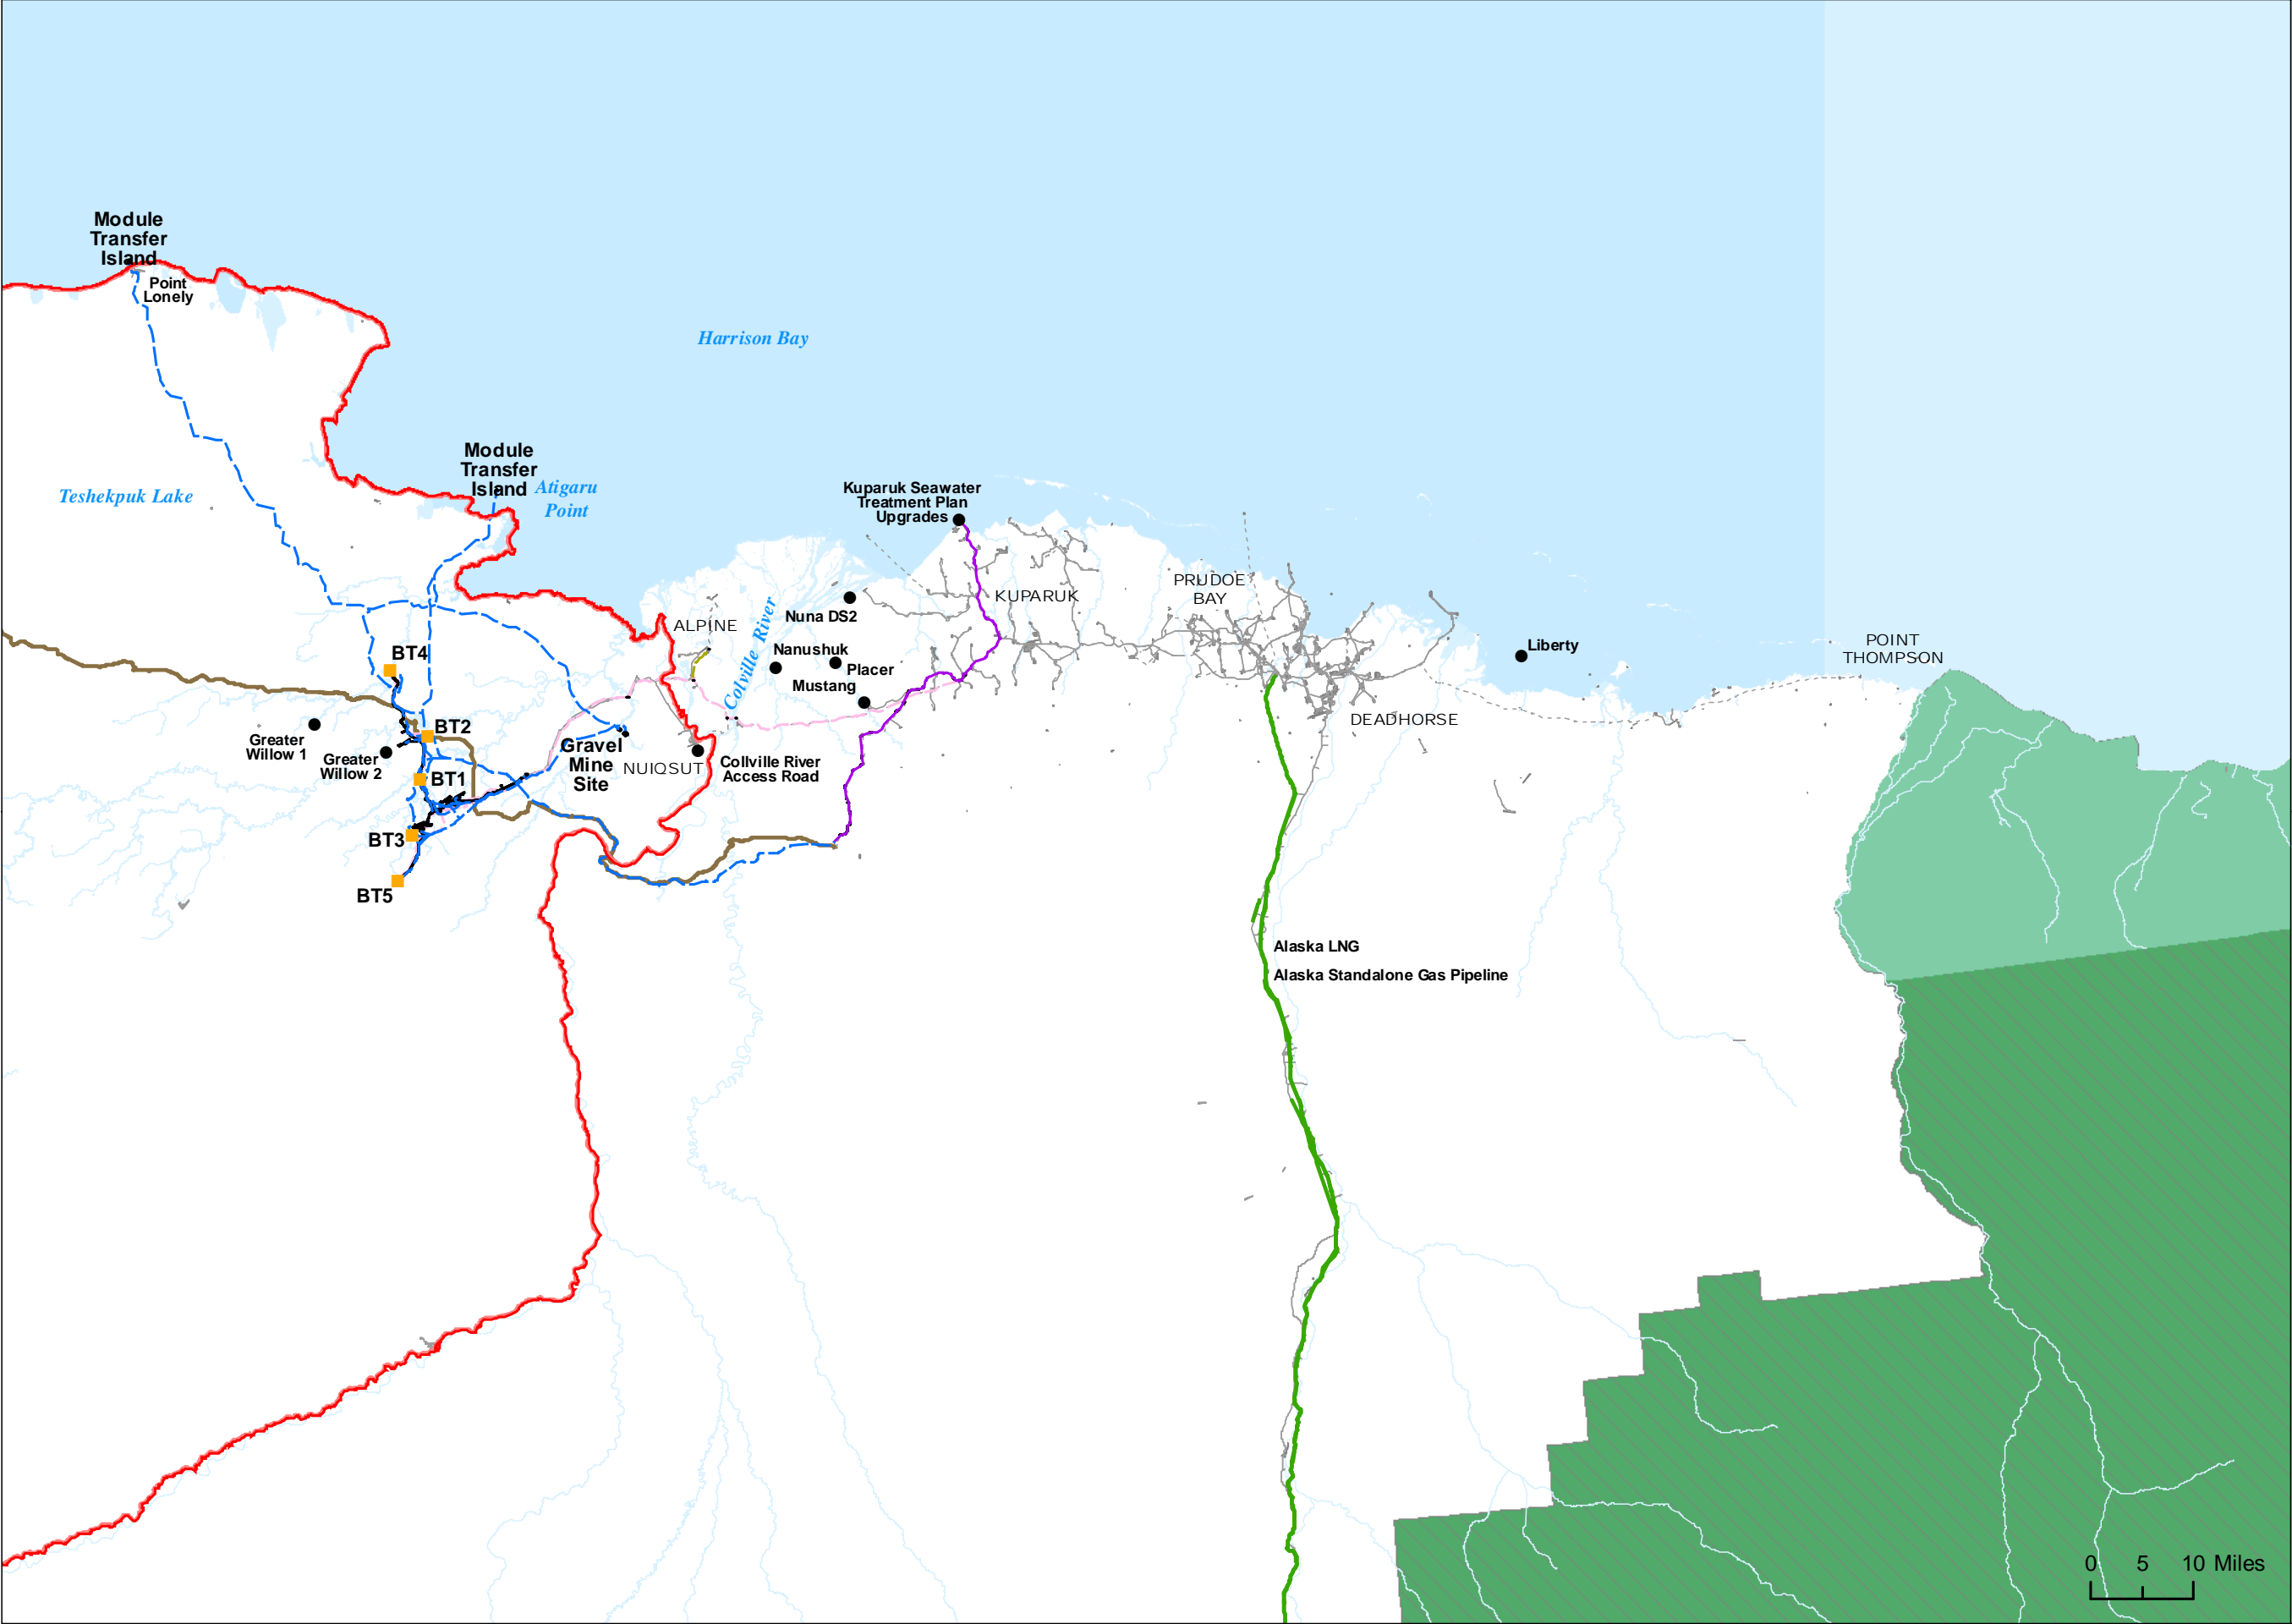 Module
Transfer
Island
Point
Lonely
Harrison Bay
Module
Transfer
Island
Atigaru
Point
Teshekpuk Lake
Kuparuk Seawater
Treatment Plan
Upgrades
KUPARUK
PRUDOE
BAY
Nuna DS2
ALPINE
Colville River
Nanushuk
Placer
Mustang
Liberty
POINT
THOMPSON
BT4
BT2
DEADHORSE
Greater
Willow 1
Greater
Willow 2
Gravel
Mine
Site
NUIQSUT
Collville River
Access Road
BT1
BT3
BT5
Alaska LNG
Alaska Standalone Gas Pipeline
0 5 10 Miles